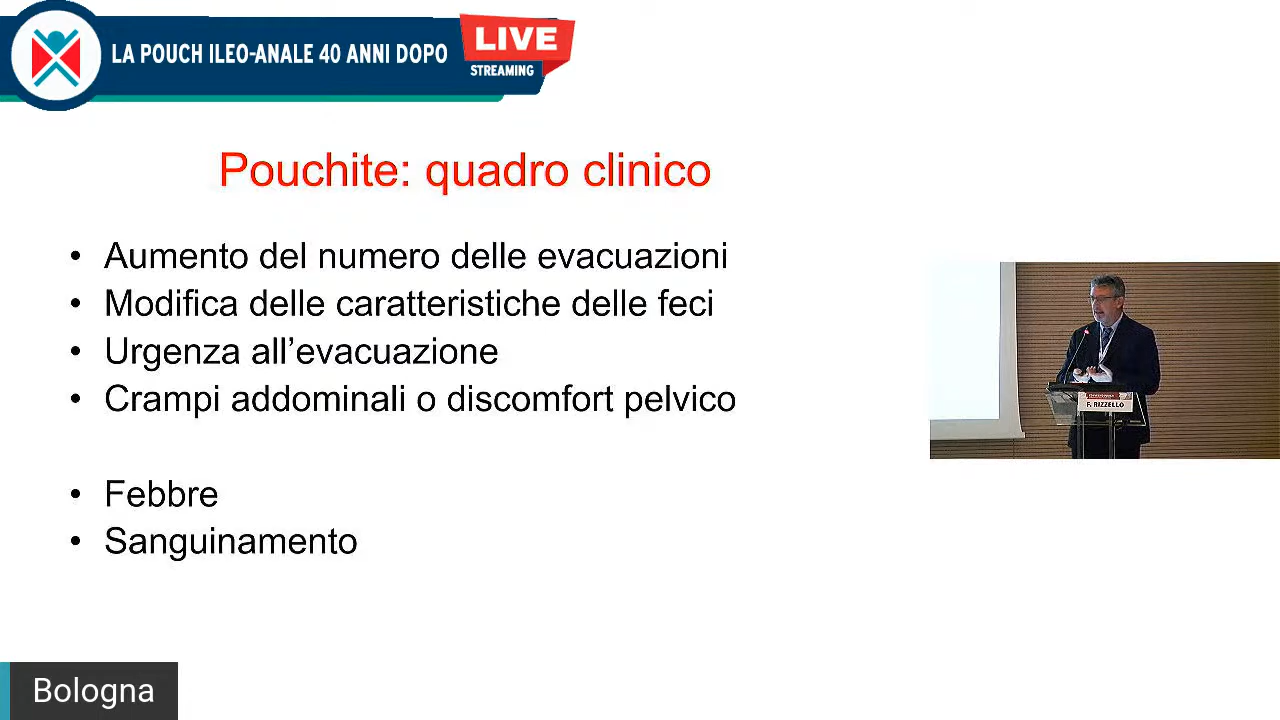 LA POUCH ILEO-ANALE 40 ANNI DOPO
LIVE
STREAMING
Pouchite: quadro clinico
• Aumento del numero delle evacuazioni
• Modifica delle caratteristiche delle feci
• Urgenza all’evacuazione
• Crampi addominali o discomfort pelvico
• Febbre
• Sanguinamento
F. RIZZELLO
Bologna